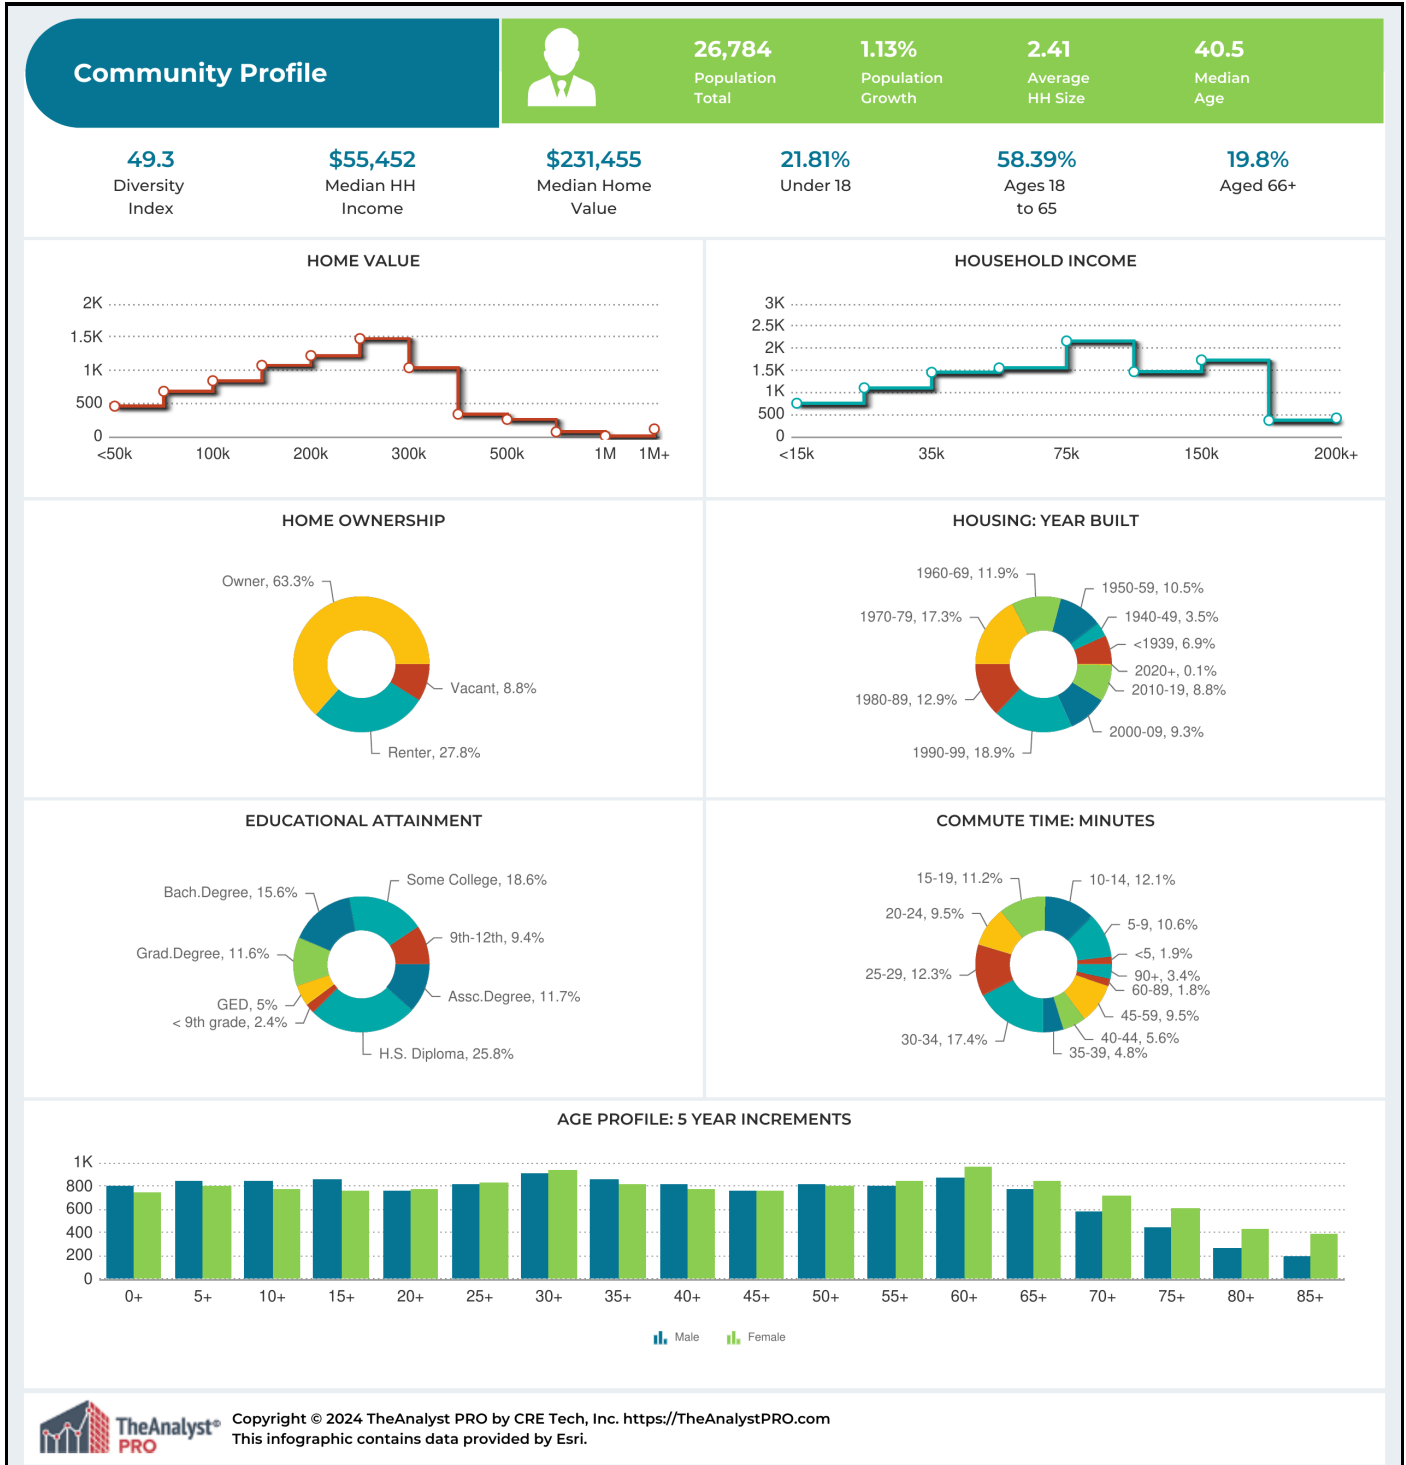 Community Profile
26,784
Population
Total
1.13%
Population
Growth
2.41
Average
HH Size
40.5
Median
Age
49.3
Diversity
Index
$55,452
Median HH
Income
$231,455
Median Home
Value
21.81%
Under 18
58.39%
Ages 18
to 65
19.8%
Aged 66+
HOME VALUE
2K
1.5K
1K
500
0
<50k 100k 200k 300k 500k 1M 1M+
HOUSEHOLD INCOME
3K
2.5K
2K
1.5K
1K
500
0
<15k 35k 75k 150k 200k+
HOME OWNERSHIP
Owner, 63.3%
Vacant, 8.8%
Renter, 27.8%
HOUSING: YEAR BUILT
1960-69, 11.9%
1950-59, 10.5%
1970-79, 17.3%
1940-49, 3.5%
<1939, 6.9%
2020+, 0.1%
2010-19, 8.8%
1980-89, 12.9%
2000-09, 9.3%
1990-99, 18.9%
EDUCATIONAL ATTAINMENT
Some College, 18.6%
Bach.Degree, 15.6%
9th-12th, 9.4%
Grad.Degree, 11.6%
Assc.Degree, 11.7%
GED, 5%
< 9th grade, 2.4%
H.S. Diploma, 25.8%
COMMUTE TIME: MINUTES
15-19, 11.2%
10-14, 12.1%
20-24, 9.5%
5-9, 10.6%
<5, 1.9%
25-29, 12.3%
90+, 3.4%
60-89, 1.8%
45-59, 9.5%
30-34, 17.4%
40-44, 5.6%
35-39, 4.8%
AGE PROFILE: 5 YEAR INCREMENTS
1K
800
600
400
200
0
0+ 5+ 10+ 15+ 20+ 25+ 30+ 35+ 40+ 45+ 50+ 55+ 60+ 65+ 70+ 75+ 80+ 85+
Male Female
TheAnalyst©
PRO
Copyright © 2024 TheAnalyst PRO by CRE Tech, Inc. https://TheAnalystPRO.com
This infographic contains data provided by Esri.